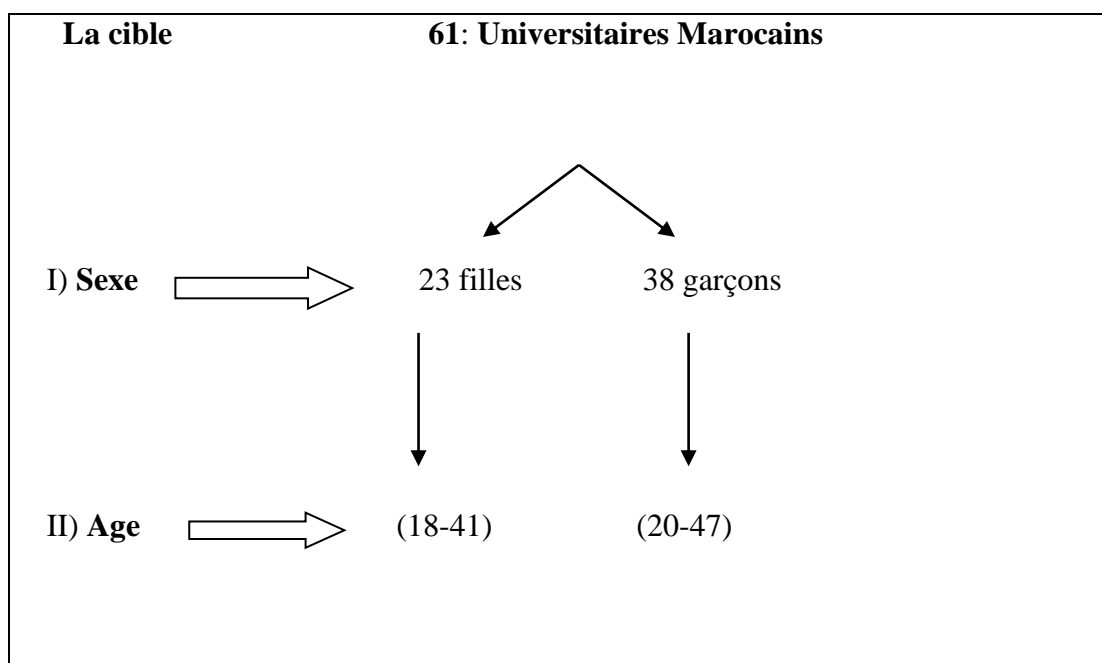 La cible 61: Universitaires Marocains
I) Sexe 23 filles 38 garçons
II) Age (18-41) (20-47)